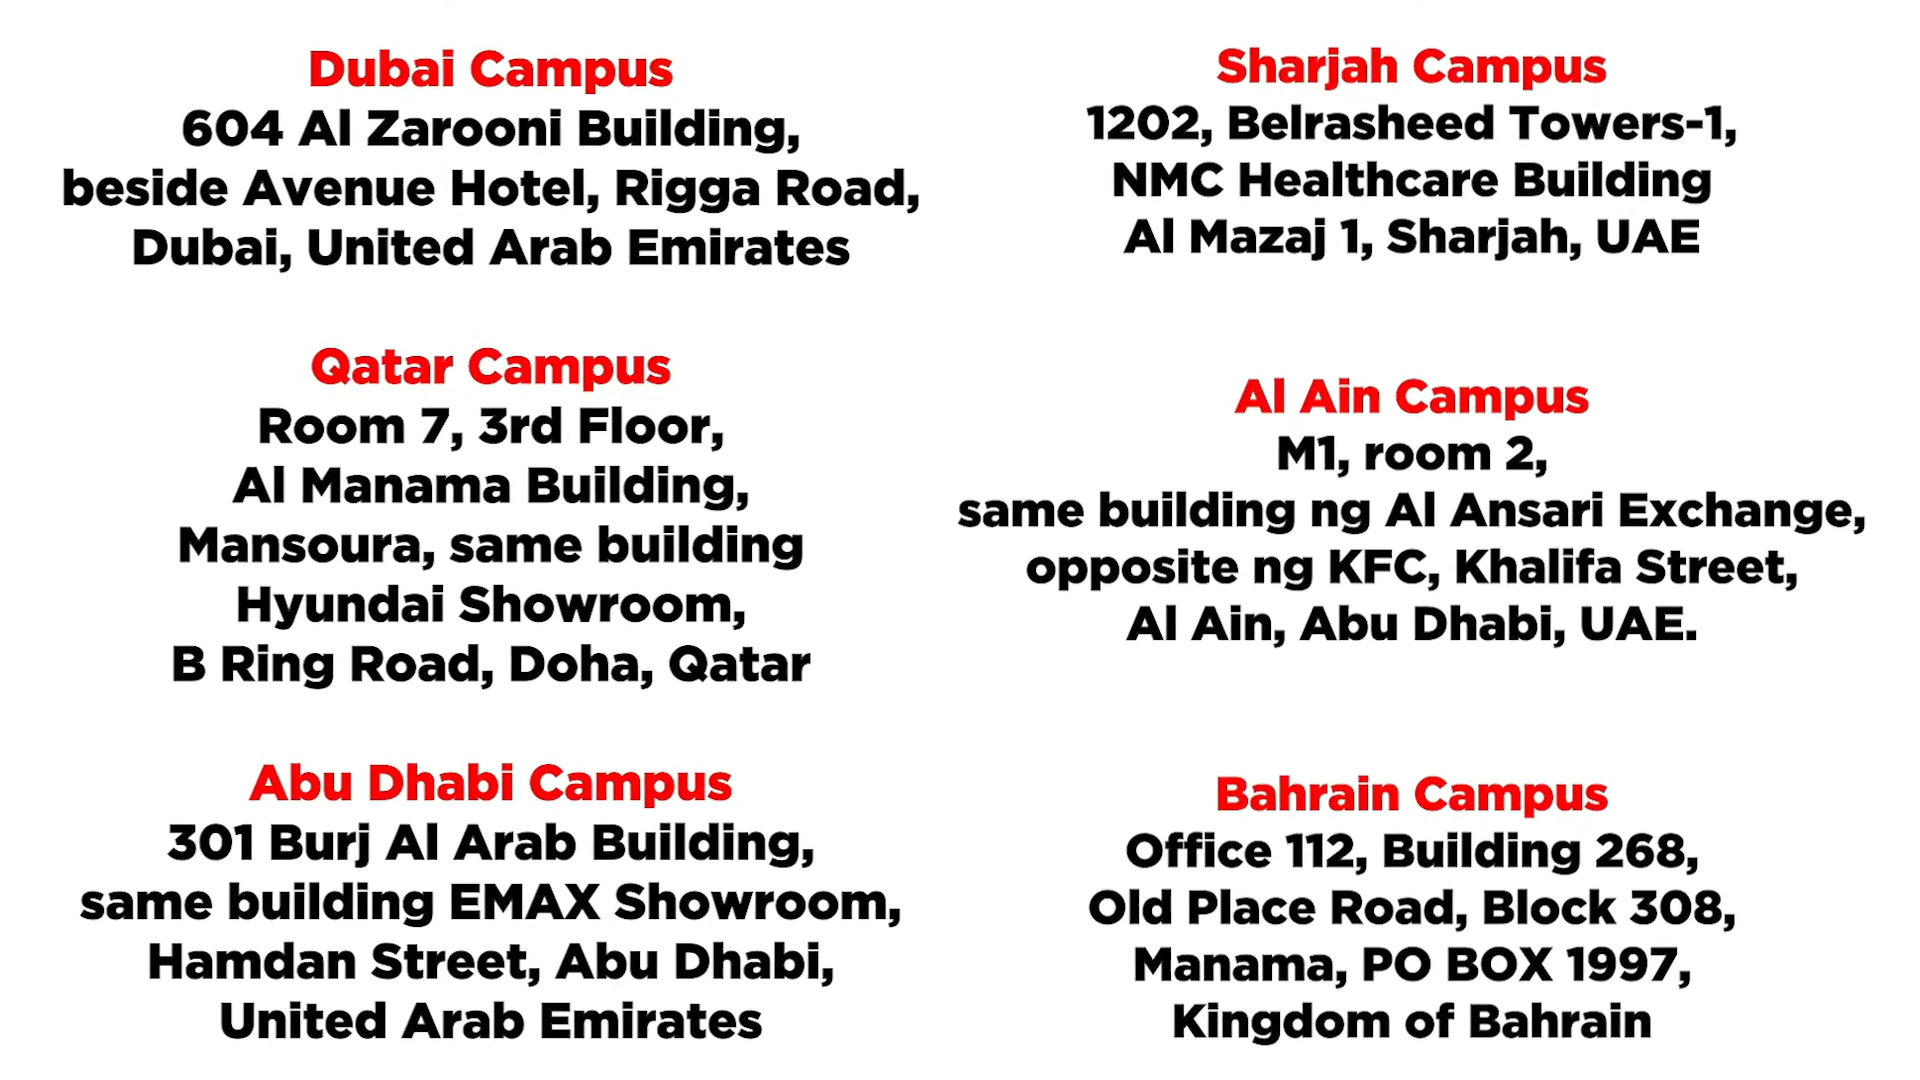 Dubai Campus
604 Al Zarooni Building,
beside Avenue Hotel, Rigga Road,
Dubai, United Arab Emirates
Qatar Campus
Room 7, 3rd Floor,
Al Manama Building,
Mansoura, same building
Hyundai Showroom,
B Ring Road, Doha, Qatar
Abu Dhabi Campus
301 Burj Al Arab Building,
same building EMAX Showroom,
Hamdan Street, Abu Dhabi,
United Arab Emirates
Sharjah Campus
1202, Belrasheed Towers-1,
NMC Healthcare Building
Al Mazaj 1, Sharjah, UAE
Al Ain Campus
M1, room 2,
same building ng Al Ansari Exchange,
opposite ng KFC, Khalifa Street,
Al Ain, Abu Dhabi, UAE.
Bahrain Campus
Office 112, Building 268,
Old Place Road, Block 308,
Manama, PO BOX 1997,
Kingdom of Bahrain